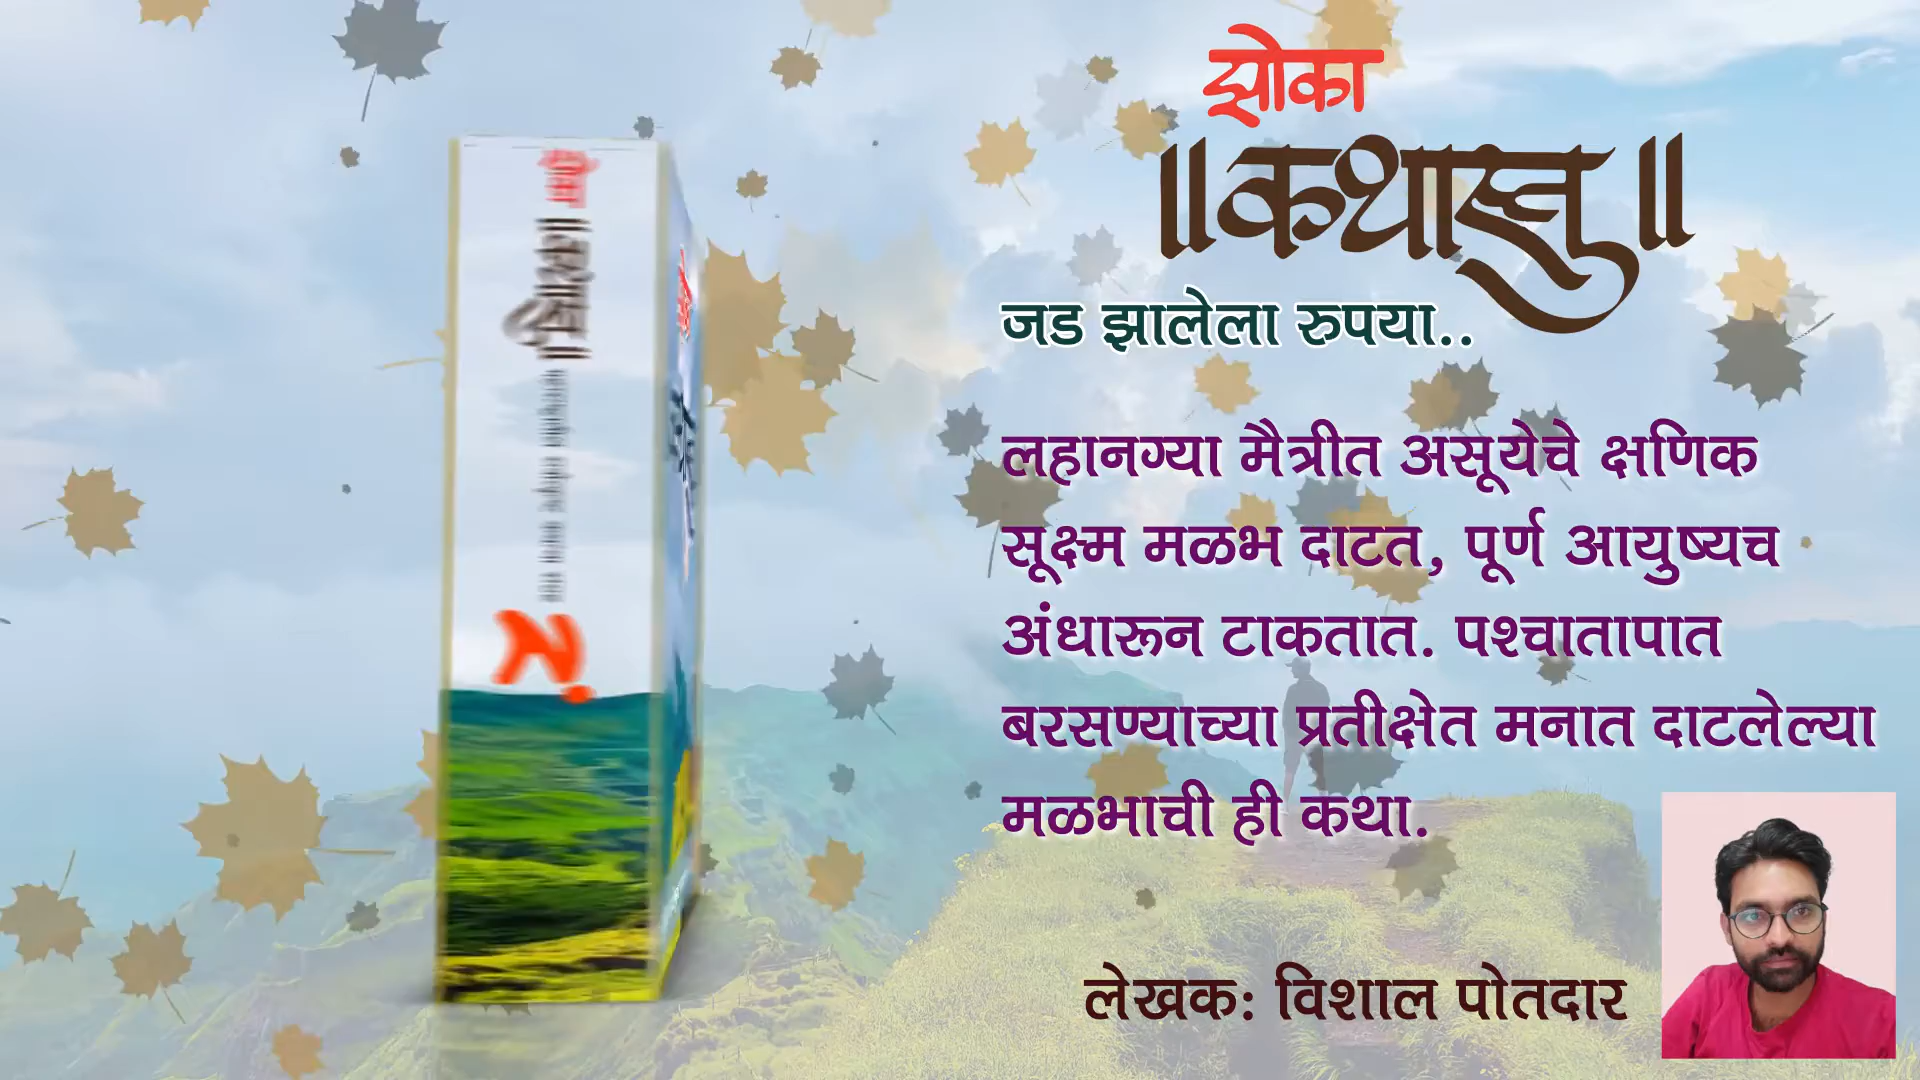 झोका
॥कथाझु॥
जड झालेला रुपया..
लहानग्या मैत्रीत असूयेचे क्षणिक
सूक्ष्म मळभ दाटत, पूर्ण आयुष्यच
अंधारून टाकतात. पश्चातापात
बरसण्याच्या प्रतीक्षेत मनात दाटलेल्या
मळभाची ही कथा.
लेखक: विशाल पोतदार